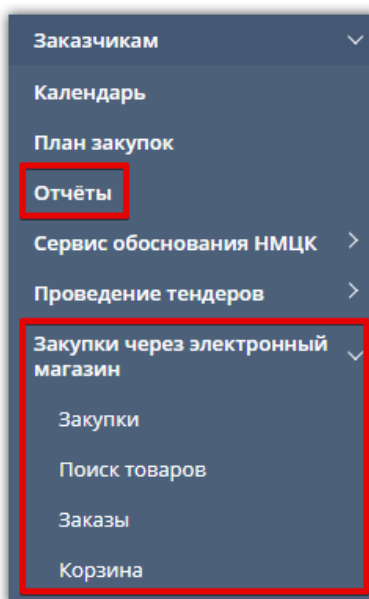 Заказчикам
Календарь
План закупок
Отчёты
Сервис обоснования НМЦК
Проведение тендеров
Закупки через электронный
магазин
Закупки
Поиск товаров
Заказы
Корзина